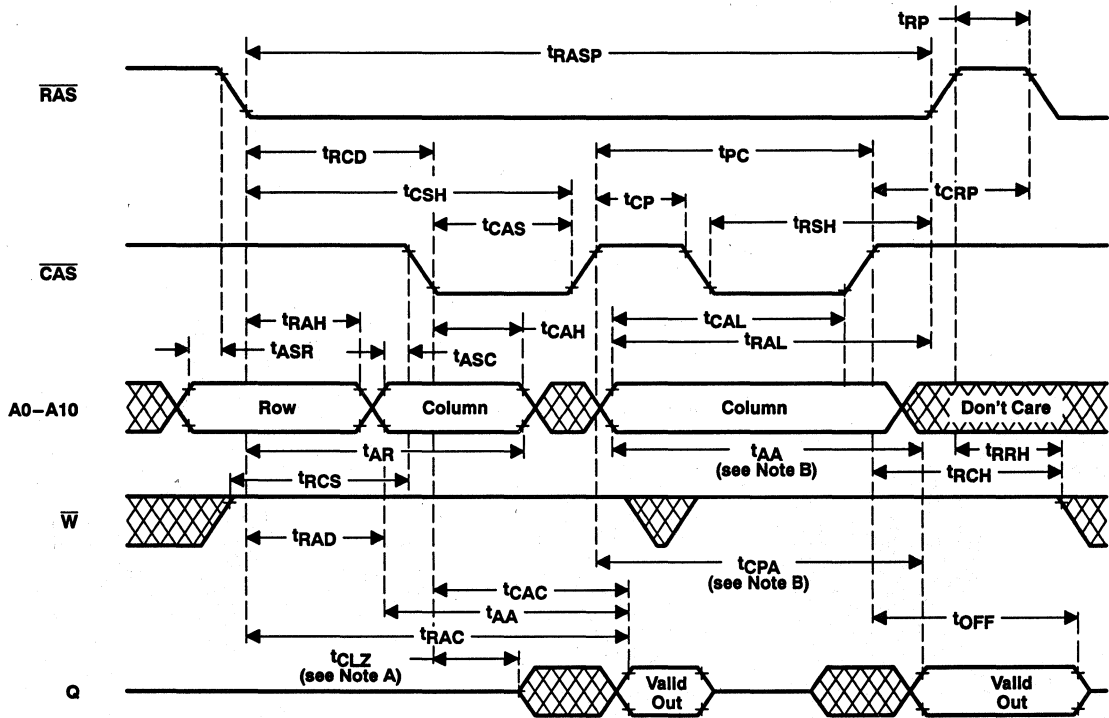 tRP
tRASP
RAS
tRCD
tPC
tCSH
tCRP
tCP
tCAS
tRSH
CAS
tRAH
tCAH
tCAL
tASR
tASC
tRAL
A0–A10
Row
Column
Column
Don't Care
tAR
tAA
(see Note B)
tRRH
tRCS
tRCH
W
tRAD
tCPA
(see Note B)
tCAC
tAA
tOFF
tRAC
tCLZ
(see Note A)
Q
Valid
Out
Valid
Out